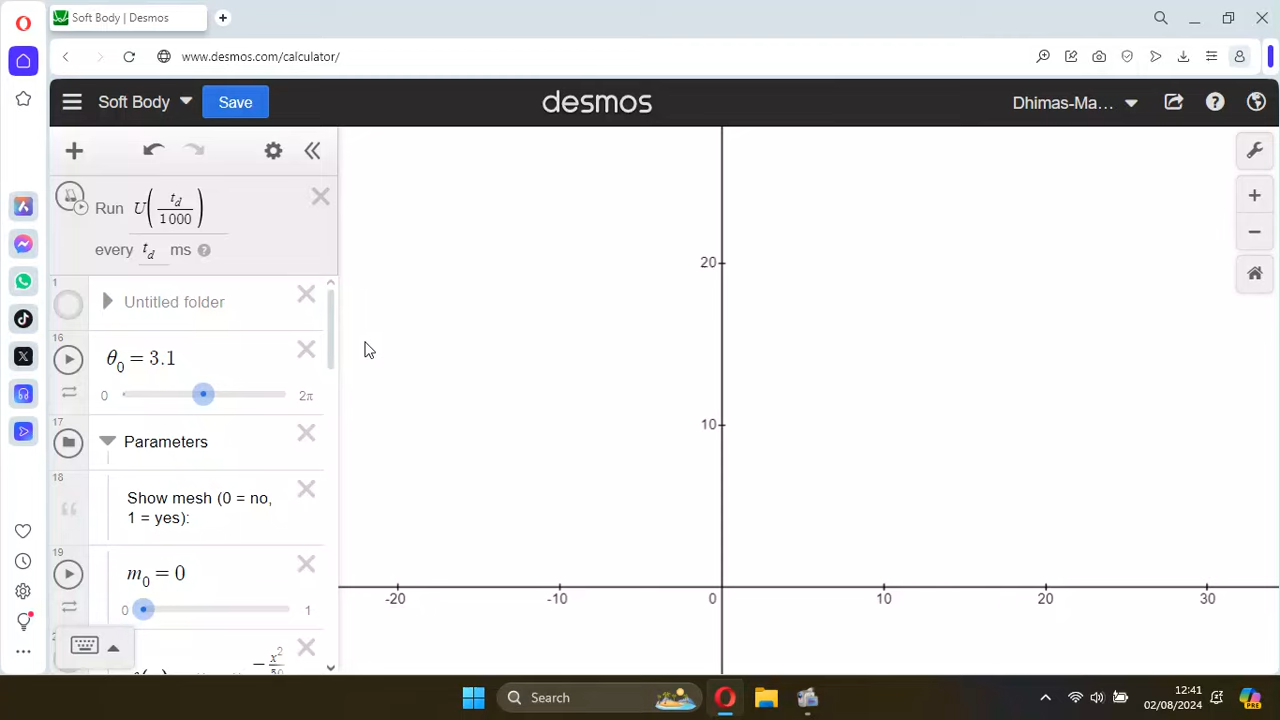 Soft Body | Desmos
www.desmos.com/calculator/
Soft Body
Save
desmos
Dhimas-Ma...
Run U(t_d/1000)
every t_d ms
1
Untitled folder
16
θ_0 = 3.1
0
2π
17
Parameters
18
Show mesh (0 = no,
1 = yes):
19
m_0 = 0
0
1
20
10
-20
-10
0
10
20
30
Search
12:41
02/08/2024
PRE